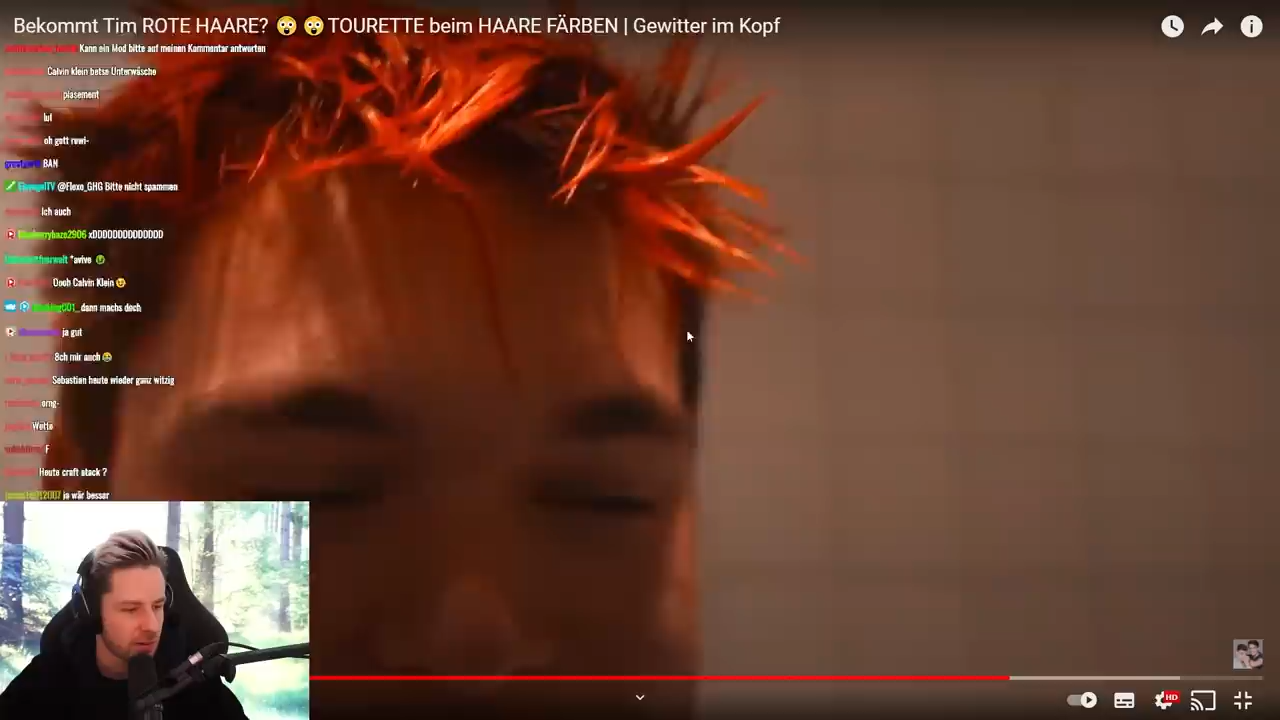 Bekommt Tim ROTE HAARE? 😲 😲 TOURETTE beim HAARE FÄRBEN | Gewitter im Kopf
Kann ein Mod bitte auf meinen Kommentar antworten
Calvin klein betse Unterwäsche
plasement
lut
oh gott rewi-
BAN
@Flexo_GHG Bitte nicht spammen
Ich auch
xDDDDDDDDDDDDDD
*avive 🤢
Oooh Calvin Klein 😉
dann machs doch
ja gut
8ch mir auch 😂
Sebastian heute wieder ganz witzig
omg-
Wette
F
Heute craft atack ?
ja wär besser
HD